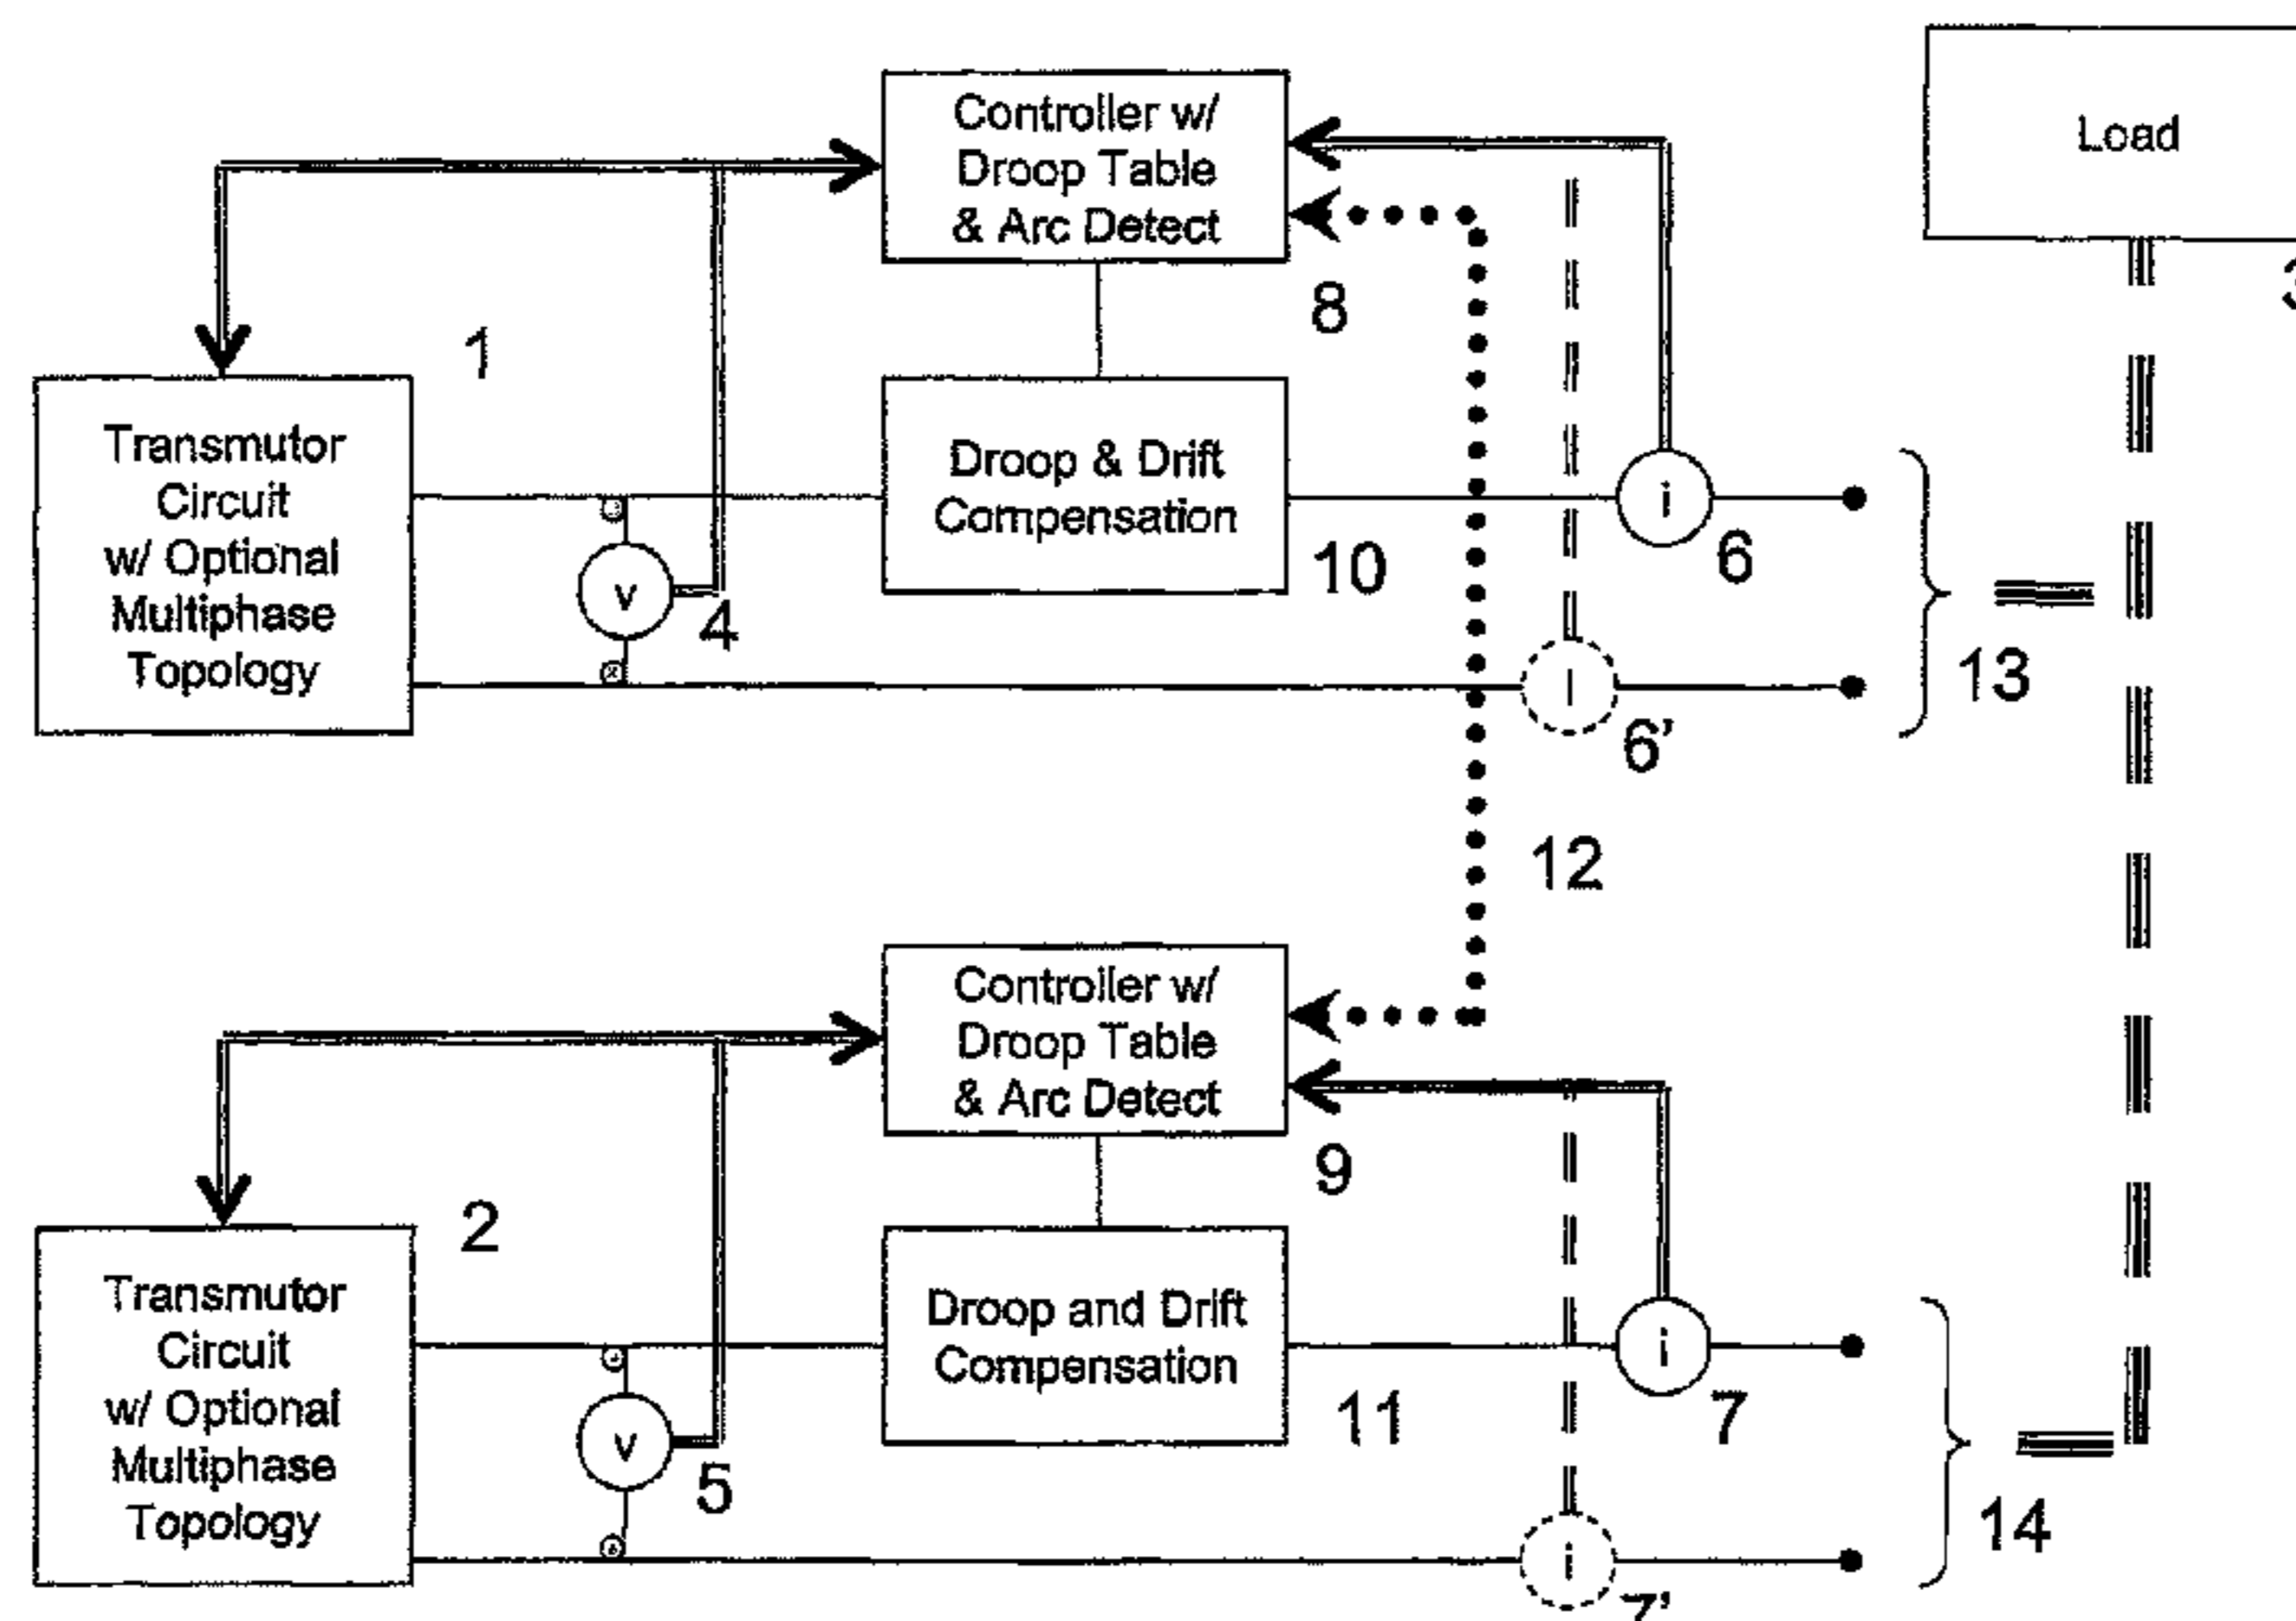 Controller w/
Droop Table
& Arc Detect
Load
3
8
1
Transmutor
Circuit
w/ Optional
Multiphase
Topology
Droop & Drift
Compensation
v
4
10
i
6
13
I
6'
12
Controller w/
Droop Table
& Arc Detect
9
2
Transmutor
Circuit
w/ Optional
Multiphase
Topology
Droop and Drift
Compensation
v
5
11
i
7
14
i
7'